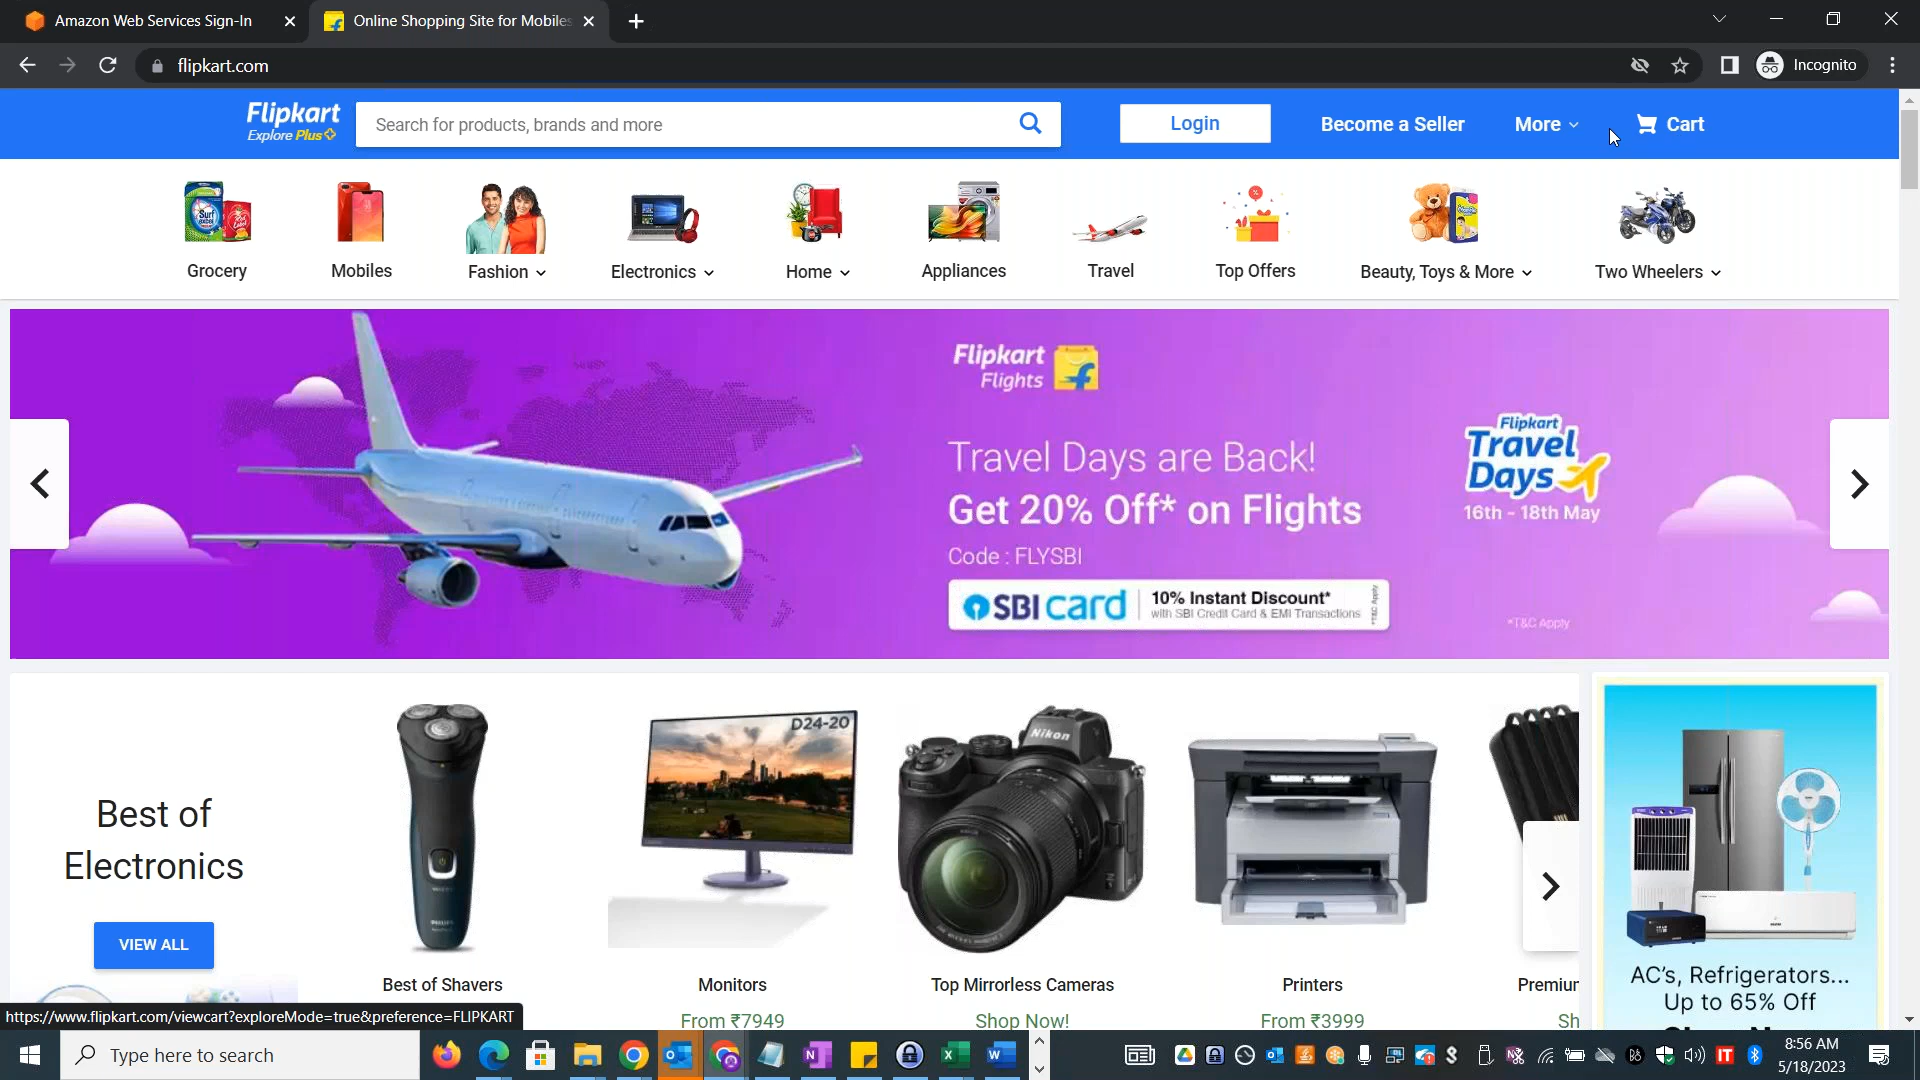 Amazon Web Services Sign-In
Online Shopping Site for Mobiles
flipkart.com
Incognito
Flipkart
Explore Plus
Search for products, brands and more
Login
Become a Seller
More
Cart
Grocery
Mobiles
Fashion
Electronics
Home
Appliances
Travel
Top Offers
Beauty, Toys & More
Two Wheelers
Flipkart
Flights
Travel Days are Back!
Get 20% Off* on Flights
Code : FLYSBI
SBI card
10% Instant Discount*
with SBI Credit Card & EMI Transactions
*T&C Apply
Flipkart
Travel
Days
16th - 18th May
*T&C Apply
Best of
Electronics
VIEW ALL
D24-20
Nikon
Best of Shavers
Monitors
From ₹7949
Top Mirrorless Cameras
Shop Now!
Printers
From ₹3999
Premium
Sh
AC's, Refrigerators...
Up to 65% Off
https://www.flipkart.com/viewcart?exploreMode=true&preference=FLIPKART
Type here to search
8:56 AM
5/18/2023